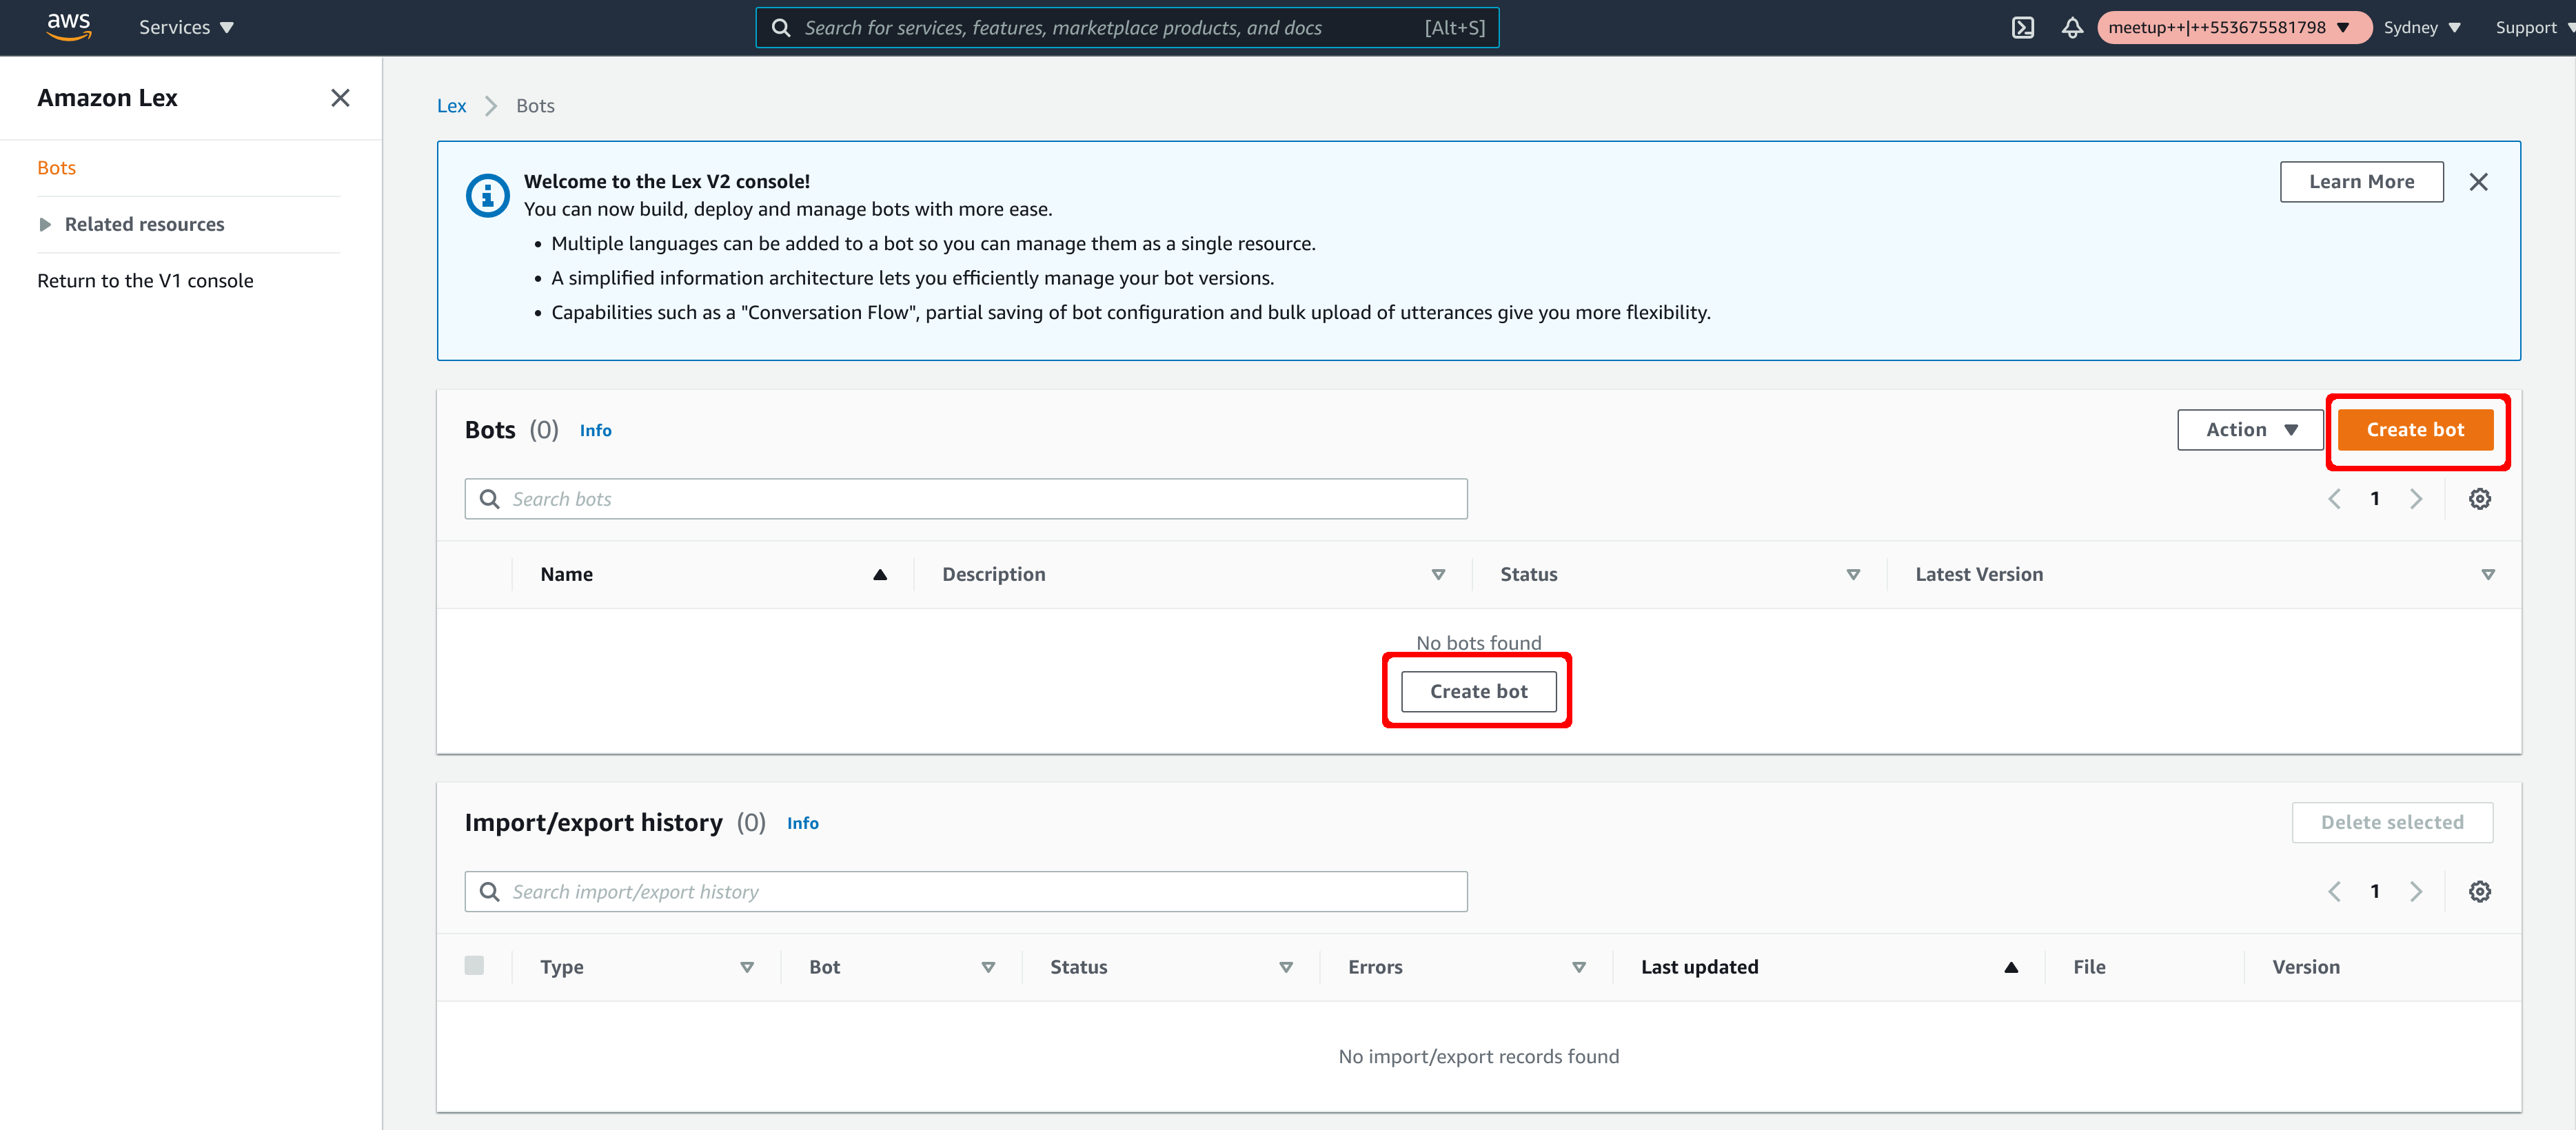 aws
Services
Search for services, features, marketplace products, and docs [Alt+S]
meetup++|++553675581798
Sydney
Support
Amazon Lex
Bots
Related resources
Return to the V1 console
Lex Bots
Welcome to the Lex V2 console!
You can now build, deploy and manage bots with more ease.
• Multiple languages can be added to a bot so you can manage them as a single resource.
• A simplified information architecture lets you efficiently manage your bot versions.
• Capabilities such as a "Conversation Flow", partial saving of bot configuration and bulk upload of utterances give you more flexibility.
Learn More
Bots (0) Info
Action
Create bot
Search bots
1
Name Description Status Latest Version
No bots found
Create bot
Import/export history (0) Info
Delete selected
Search import/export history
1
Type Bot Status Errors Last updated File Version
No import/export records found